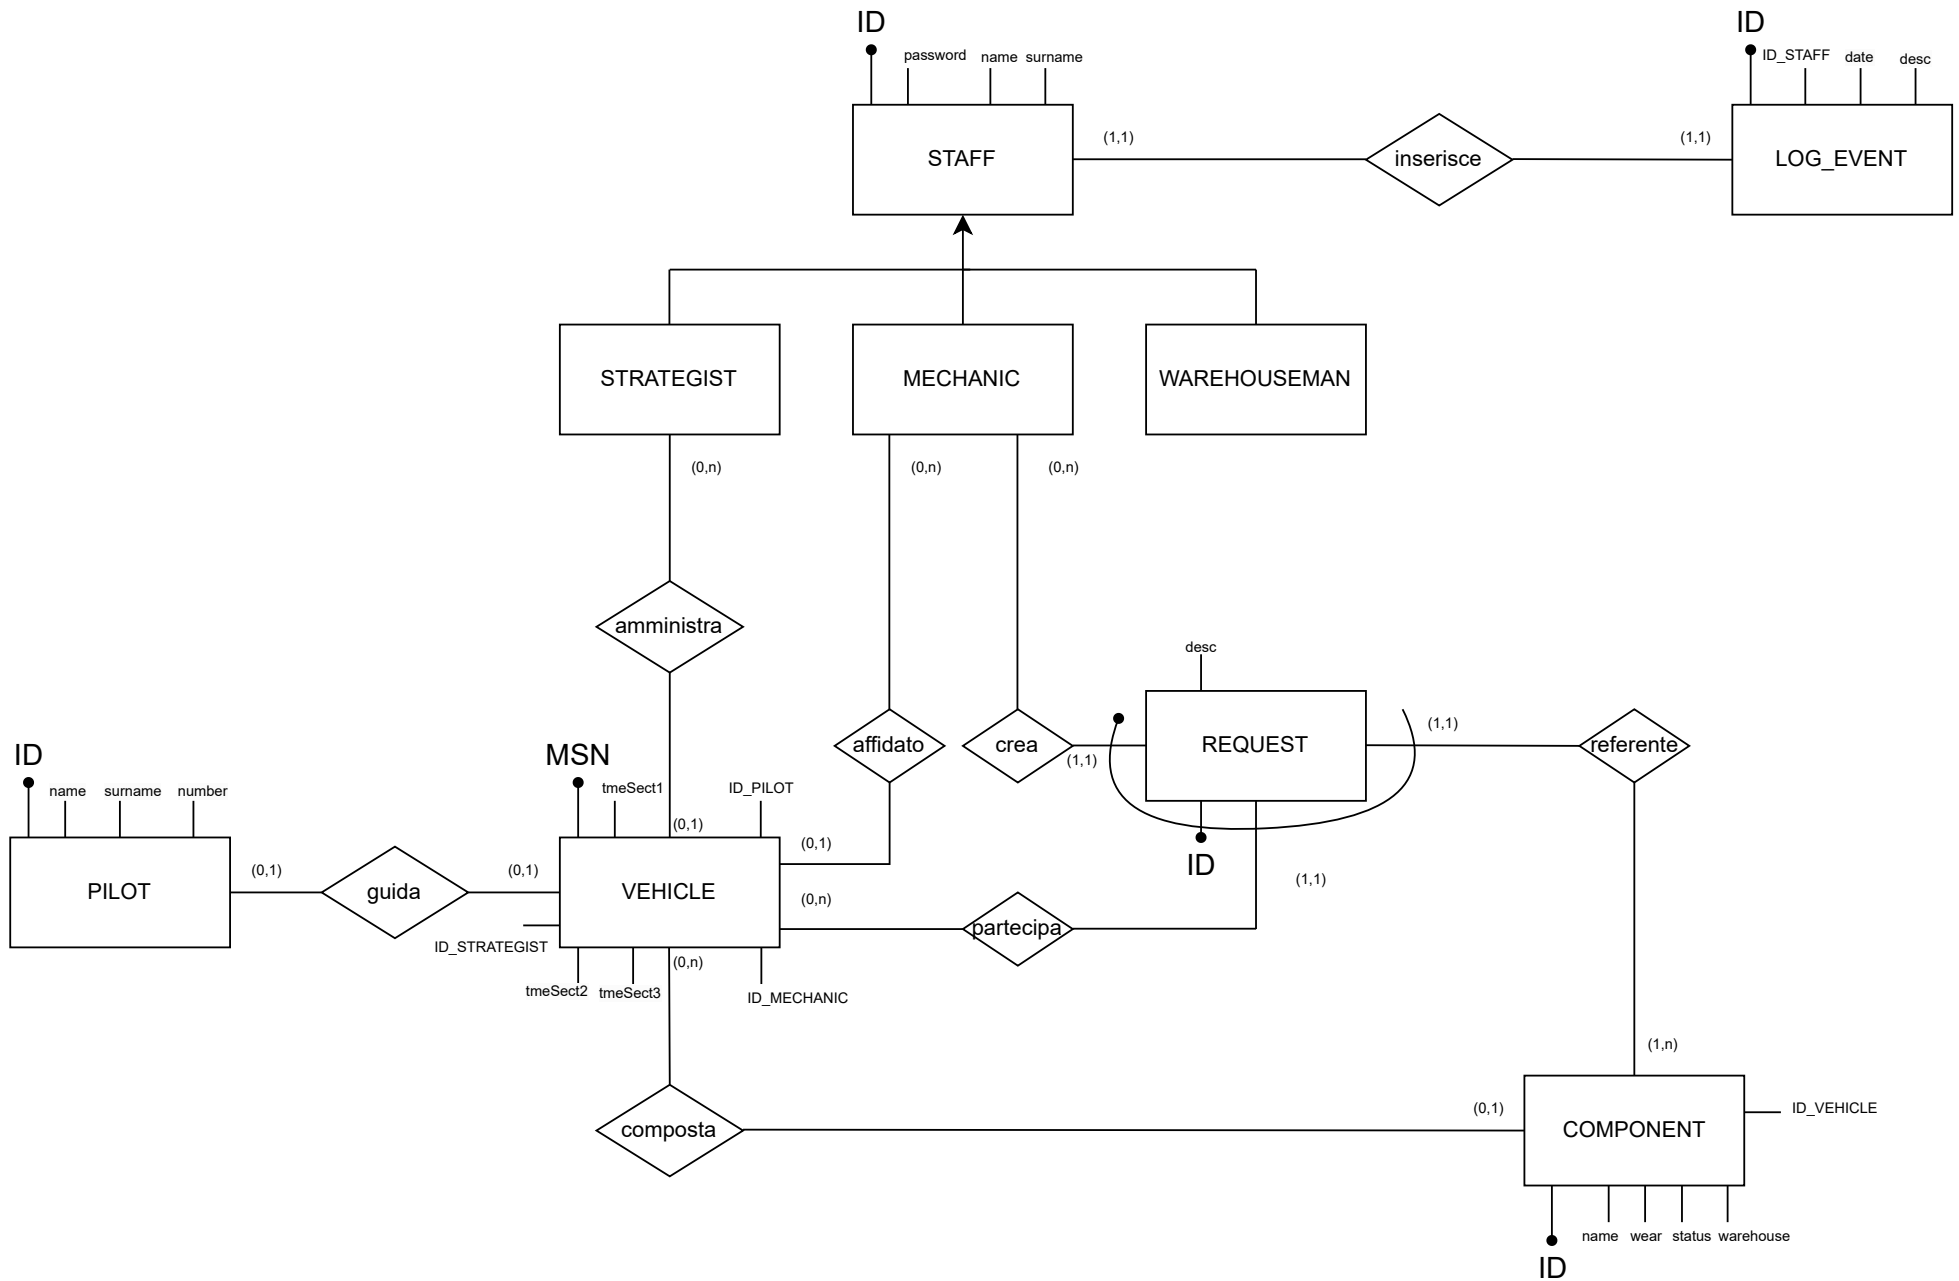 ID
ID
password
name
surname
ID_STAFF
date
desc
STAFF
(1,1)
inserisce
(1,1)
LOG_EVENT
STRATEGIST
MECHANIC
WAREHOUSEMAN
(0,n)
(0,n)
(0,n)
amministra
desc
affidato
crea
(1,1)
REQUEST
(1,1)
referente
ID
name
surname
number
MSN
tmeSect1
ID_PILOT
(0,1)
(0,1)
ID
PILOT
(0,1)
guida
(0,1)
VEHICLE
(0,n)
partecipa
(1,1)
ID_STRATEGIST
tmeSect2
tmeSect3
(0,n)
ID_MECHANIC
(1,n)
composta
(0,1)
COMPONENT
ID_VEHICLE
name
wear
status
warehouse
ID